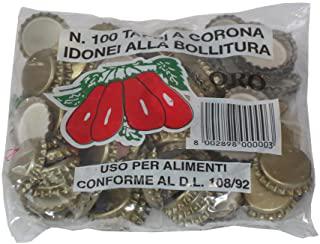 N. 100 TAPPI A CORONA
IDONEI ALLA BOLLITURA
ORO
8 002898 000003
USO PER ALIMENTI
CONFORME AL D.L. 108/92